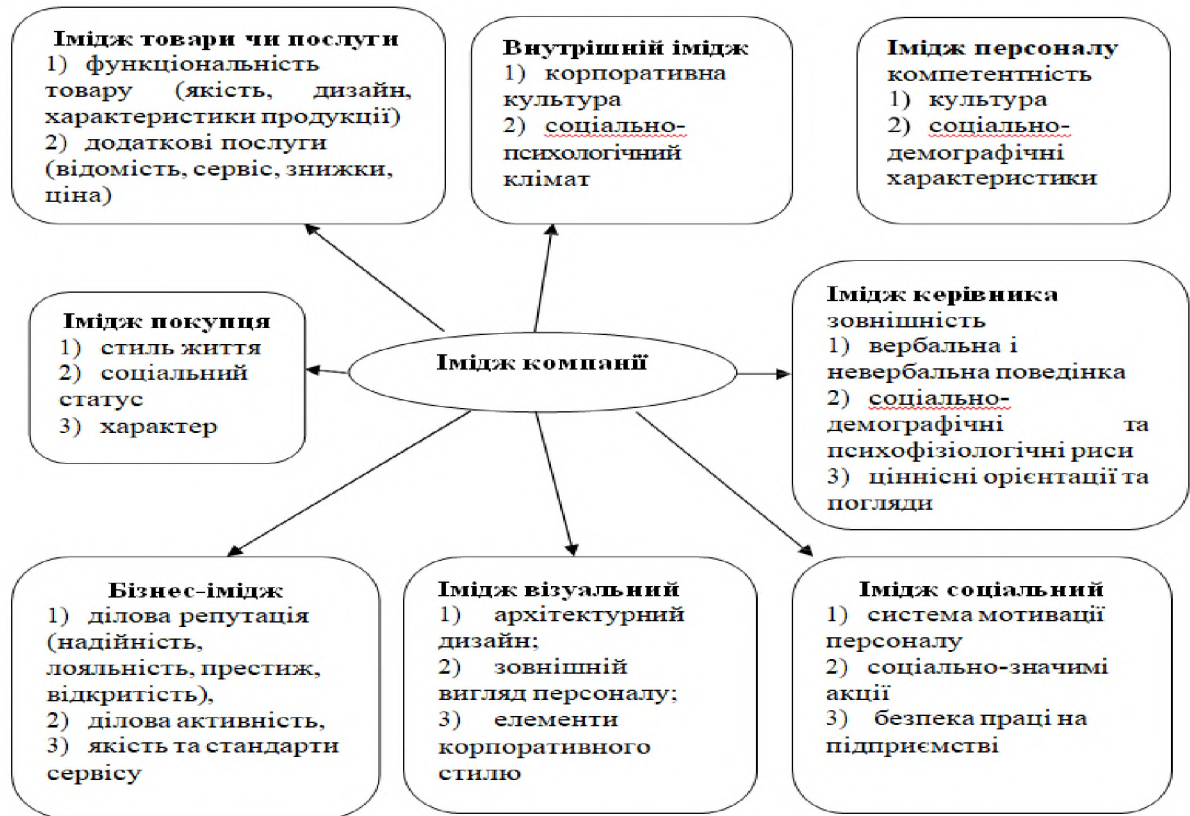 Імідж товари чи послуги
1) функціональність
товару (якість, дизайн,
характеристики продукції)
2) додаткові послуги
(відомість, сервіс, знижки,
ціна)
Внутрішній імідж
1) корпоративна
культура
2) соціально-
психологічний
клімат
Імідж персоналу
компетентність
1) культура
2) соціально-
демографічні
характеристики
Імідж покупця
1) стиль життя
2) соціальний
статус
3) характер
Імідж компанії
Імідж керівника
зовнішність
1) вербальна і
невербальна поведінка
2) соціально-
демографічні та
психофізіологічні риси
3) ціннісні орієнтації та
погляди
Бізнес-імідж
1) ділова репутація
(надійність,
лояльність, престиж,
відкритість),
2) ділова активність,
3) якість та стандарти
сервісу
Імідж візуальний
1) архітектурний
дизайн;
2) зовнішній
вигляд персоналу;
3) елементи
корпоративного
стилю
Імідж соціальний
1) система мотивації
персоналу
2) соціально-значимі
акції
3) безпека праці на
підприємстві